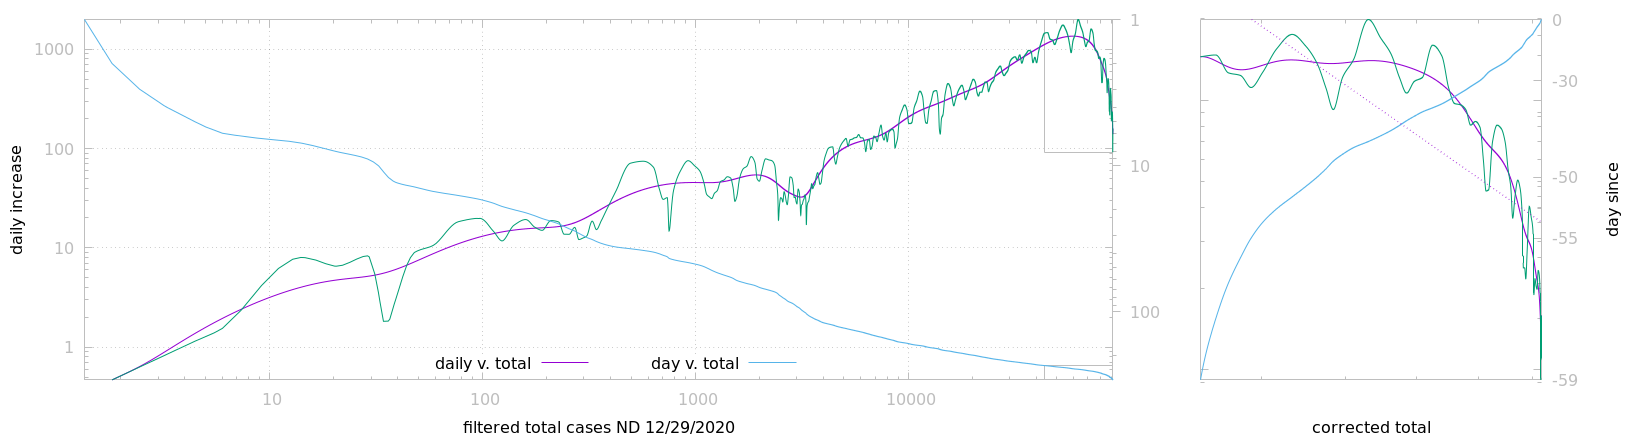 1000
100
10
1
daily increase
10
100
1000
10000
filtered total cases ND 12/29/2020
daily v. total
day v. total
1
10
100
0
-30
-50
-55
-59
day since
corrected total